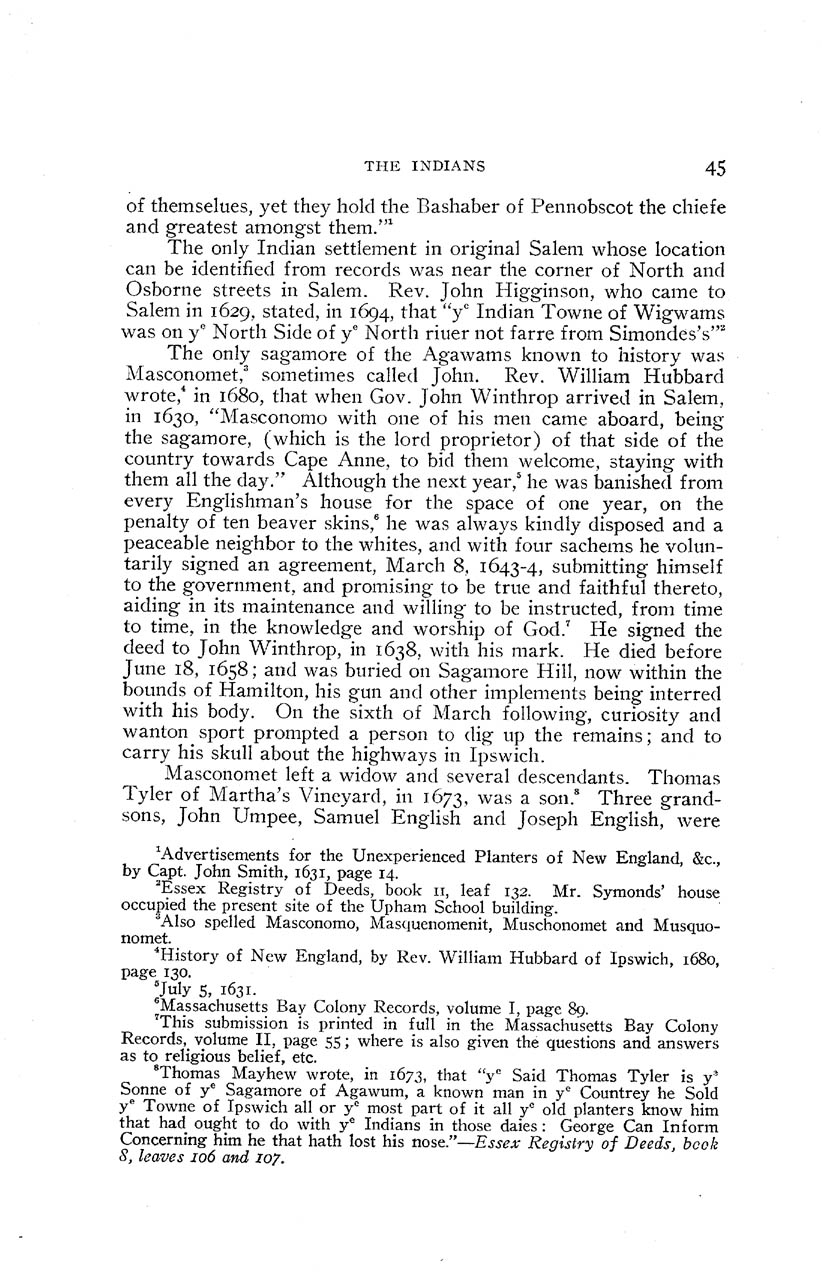 THE INDIANS 45
of themselues, yet they hold the Bashaber of Pennobscot the chiefe
and greatest amongst them.'"¹
The only Indian settlement in original Salem whose location
can be identified from records was near the corner of North and
Osborne streets in Salem. Rev. John Higginson, who came to
Salem in 1629, stated, in 1694, that "yᵉ Indian Towne of Wigwams
was on yᵉ North Side of yᵉ North riuer not farre from Simondes's"²
The only sagamore of the Agawams known to history was
Masconomet,³ sometimes called John. Rev. William Hubbard
wrote,⁴ in 1680, that when Gov. John Winthrop arrived in Salem,
in 1630, "Masconomo with one of his men came aboard, being
the sagamore, (which is the lord proprietor) of that side of the
country towards Cape Anne, to bid them welcome, staying with
them all the day." Although the next year,⁵ he was banished from
every Englishman's house for the space of one year, on the
penalty of ten beaver skins,⁶ he was always kindly disposed and a
peaceable neighbor to the whites, and with four sachems he volun-
tarily signed an agreement, March 8, 1643-4, submitting himself
to the government, and promising to be true and faithful thereto,
aiding in its maintenance and willing to be instructed, from time
to time, in the knowledge and worship of God.⁷ He signed the
deed to John Winthrop, in 1638, with his mark. He died before
June 18, 1658; and was buried on Sagamore Hill, now within the
bounds of Hamilton, his gun and other implements being interred
with his body. On the sixth of March following, curiosity and
wanton sport prompted a person to dig up the remains; and to
carry his skull about the highways in Ipswich.
Masconomet left a widow and several descendants. Thomas
Tyler of Martha's Vineyard, in 1673, was a son.⁸ Three grand-
sons, John Umpee, Samuel English and Joseph English, were
¹Advertisements for the Unexperienced Planters of New England, &c.,
by Capt. John Smith, 1631, page 14.
²Essex Registry of Deeds, book 11, leaf 132. Mr. Symonds' house
occupied the present site of the Upham School building.
³Also spelled Masconomo, Masquenomenit, Muschonomet and Musquo-
nomet.
⁴History of New England, by Rev. William Hubbard of Ipswich, 1680,
page 130.
⁵July 5, 1631.
⁶Massachusetts Bay Colony Records, volume I, page 89.
⁷This submission is printed in full in the Massachusetts Bay Colony
Records, volume II, page 55; where is also given the questions and answers
as to religious belief, etc.
⁸Thomas Mayhew wrote, in 1673, that "yᵉ Said Thomas Tyler is yᵉ
Sonne of yᵉ Sagamore of Agawum, a known man in yᵉ Countrey he Sold
yᵉ Towne of Ipswich all or yᵉ most part of it all yᵉ old planters know him
that had ought to do with yᵉ Indians in those daies: George Can Inform
Concerning him he that hath lost his nose."—Essex Registry of Deeds, book
8, leaves 106 and 107.